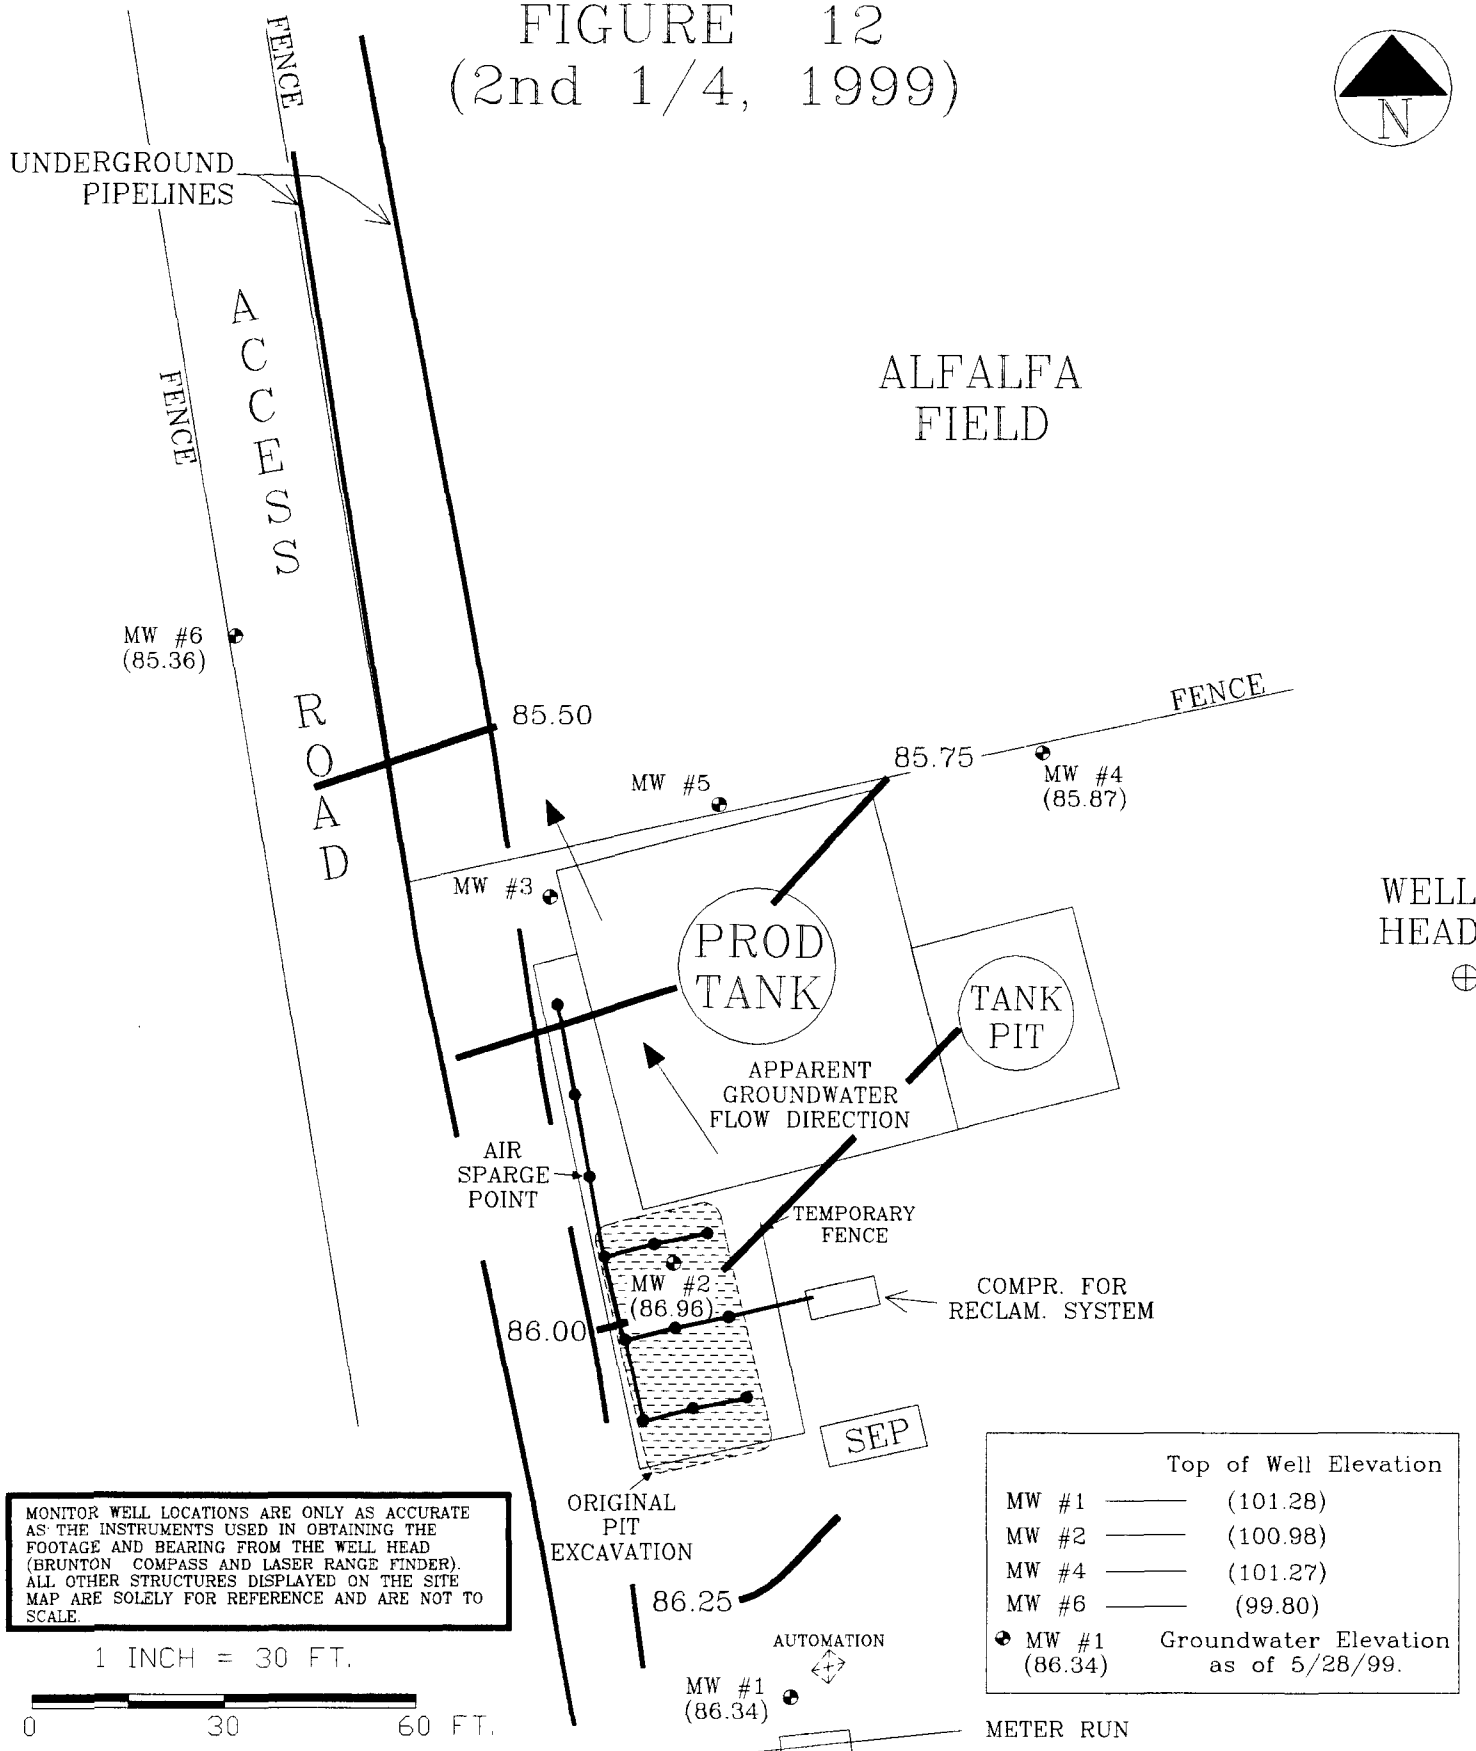 FIGURE 12
(2nd 1/4, 1999)
N
FENCE
UNDERGROUND
PIPELINES
ACCESS
ROAD
FENCE
ALFALFA
FIELD
MW #6
(85.36)
85.50
FENCE
85.75
MW #5
MW #4
(85.87)
MW #3
WELL
HEAD
PROD
TANK
TANK
PIT
APPARENT
GROUNDWATER
FLOW DIRECTION
AIR
SPARGE
POINT
TEMPORARY
FENCE
MW #2
(86.96)
COMPR. FOR
RECLAM. SYSTEM
86.00
SEP
ORIGINAL
PIT
EXCAVATION
86.25
AUTOMATION
MW #1
(86.34)
METER RUN
Top of Well Elevation
MW #1 (101.28)
MW #2 (100.98)
MW #4 (101.27)
MW #6 (99.80)
MW #1 Groundwater Elevation
(86.34) as of 5/28/99.
MONITOR WELL LOCATIONS ARE ONLY AS ACCURATE
AS THE INSTRUMENTS USED IN OBTAINING THE
FOOTAGE AND BEARING FROM THE WELL HEAD
(BRUNTON COMPASS AND LASER RANGE FINDER).
ALL OTHER STRUCTURES DISPLAYED ON THE SITE
MAP ARE SOLELY FOR REFERENCE AND ARE NOT TO
SCALE.
1 INCH = 30 FT.
0 30 60 FT.